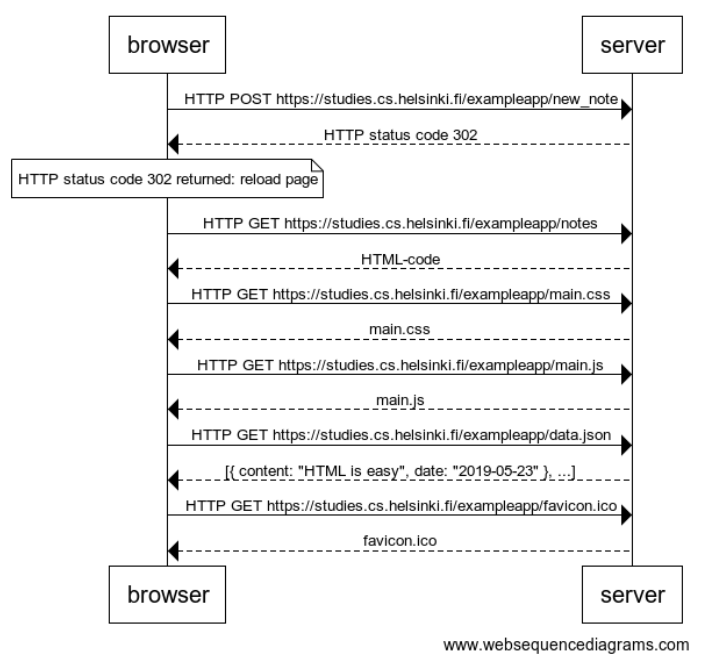 browser
server
HTTP POST https://studies.cs.helsinki.fi/exampleapp/new_note
HTTP status code 302
HTTP status code 302 returned: reload page
HTTP GET https://studies.cs.helsinki.fi/exampleapp/notes
HTML-code
HTTP GET https://studies.cs.helsinki.fi/exampleapp/main.css
main.css
HTTP GET https://studies.cs.helsinki.fi/exampleapp/main.js
main.js
HTTP GET https://studies.cs.helsinki.fi/exampleapp/data.json
[{ content: "HTML is easy", date: "2019-05-23" }, ...]
HTTP GET https://studies.cs.helsinki.fi/exampleapp/favicon.ico
favicon.ico
browser
server
www.websequencediagrams.com